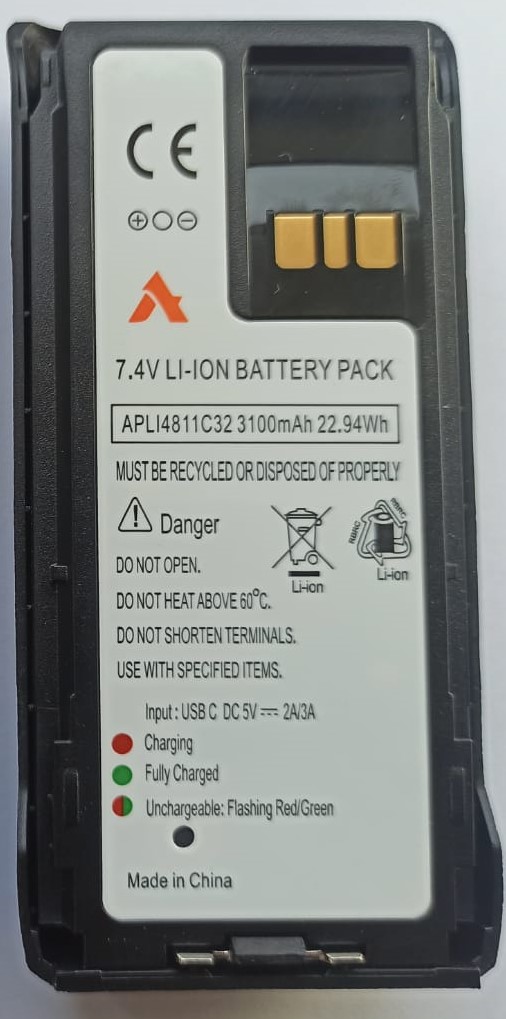 CE
7.4V LI-ION BATTERY PACK
APLI4811C32 3100mAh 22.94Wh
MUST BE RECYCLED OR DISPOSED OF PROPERLY
Danger
DO NOT OPEN.
DO NOT HEAT ABOVE 60°C.
DO NOT SHORTEN TERMINALS.
USE WITH SPECIFIED ITEMS.
Li-ion
RBRC
RBRC
Li-ion
Input : USB C DC 5V ⎓ 2A/3A
Charging
Fully Charged
Unchargeable: Flashing Red/Green
Made in China